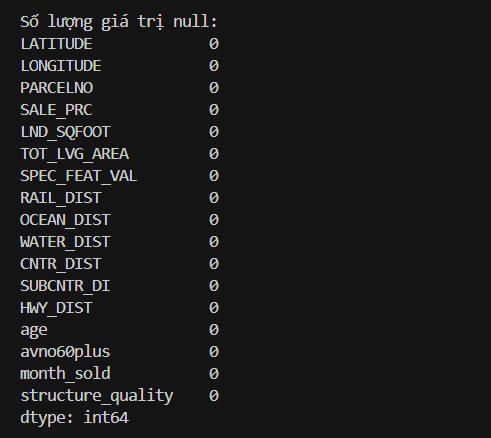 Số lượng giá trị null:
LATITUDE 0
LONGITUDE 0
PARCELNO 0
SALE_PRC 0
LND_SQFOOT 0
TOT_LVG_AREA 0
SPEC_FEAT_VAL 0
RAIL_DIST 0
OCEAN_DIST 0
WATER_DIST 0
CNTR_DIST 0
SUBCNTR_DI 0
HWY_DIST 0
age 0
avno60plus 0
month_sold 0
structure_quality 0
dtype: int64